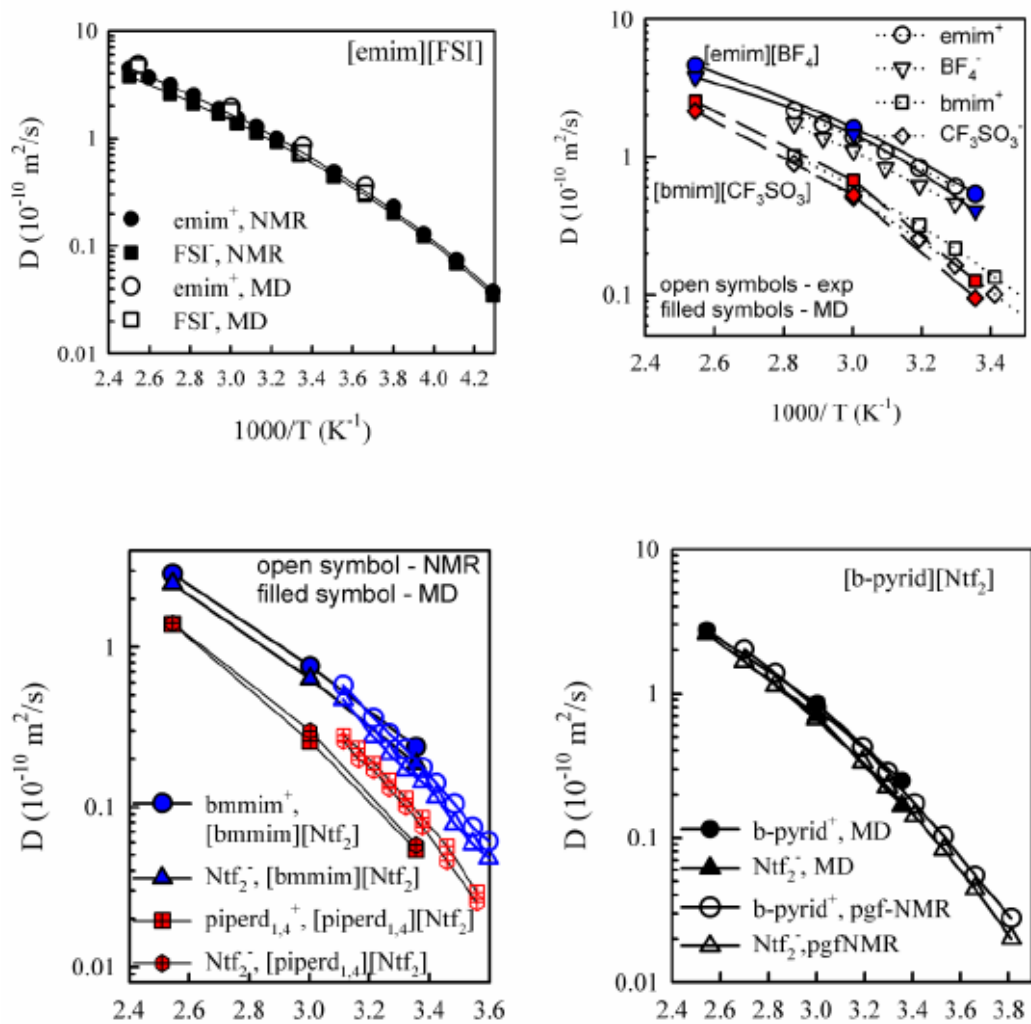 [emim][FSI]
D (10⁻¹⁰ m²/s)
10
1
0.1
0.01
emim⁺, NMR
FSI⁻, NMR
emim⁺, MD
FSI⁻, MD
2.4 2.6 2.8 3.0 3.2 3.4 3.6 3.8 4.0 4.2
1000/T (K⁻¹)
[emim][BF₄]
emim⁺
BF₄⁻
bmim⁺
CF₃SO₃⁻
D (10⁻¹⁰ m²/s)
10
1
0.1
[bmim][CF₃SO₃]
open symbols - exp
filled symbols - MD
2.4 2.6 2.8 3.0 3.2 3.4
1000/ T (K⁻¹)
open symbol - NMR
filled symbol - MD
D (10⁻¹⁰ m²/s)
1
0.1
0.01
bmmim⁺,
[bmmim][Ntf₂]
Ntf₂⁻, [bmmim][Ntf₂]
piperd₁,₄⁺, [piperd₁,₄][Ntf₂]
Ntf₂⁻, [piperd₁,₄][Ntf₂]
2.4 2.6 2.8 3.0 3.2 3.4 3.6
[b-pyrid][Ntf₂]
D (10⁻¹⁰ m²/s)
10
1
0.1
0.01
b-pyrid⁺, MD
Ntf₂⁻, MD
b-pyrid⁺, pgf-NMR
Ntf₂⁻,pgfNMR
2.4 2.6 2.8 3.0 3.2 3.4 3.6 3.8